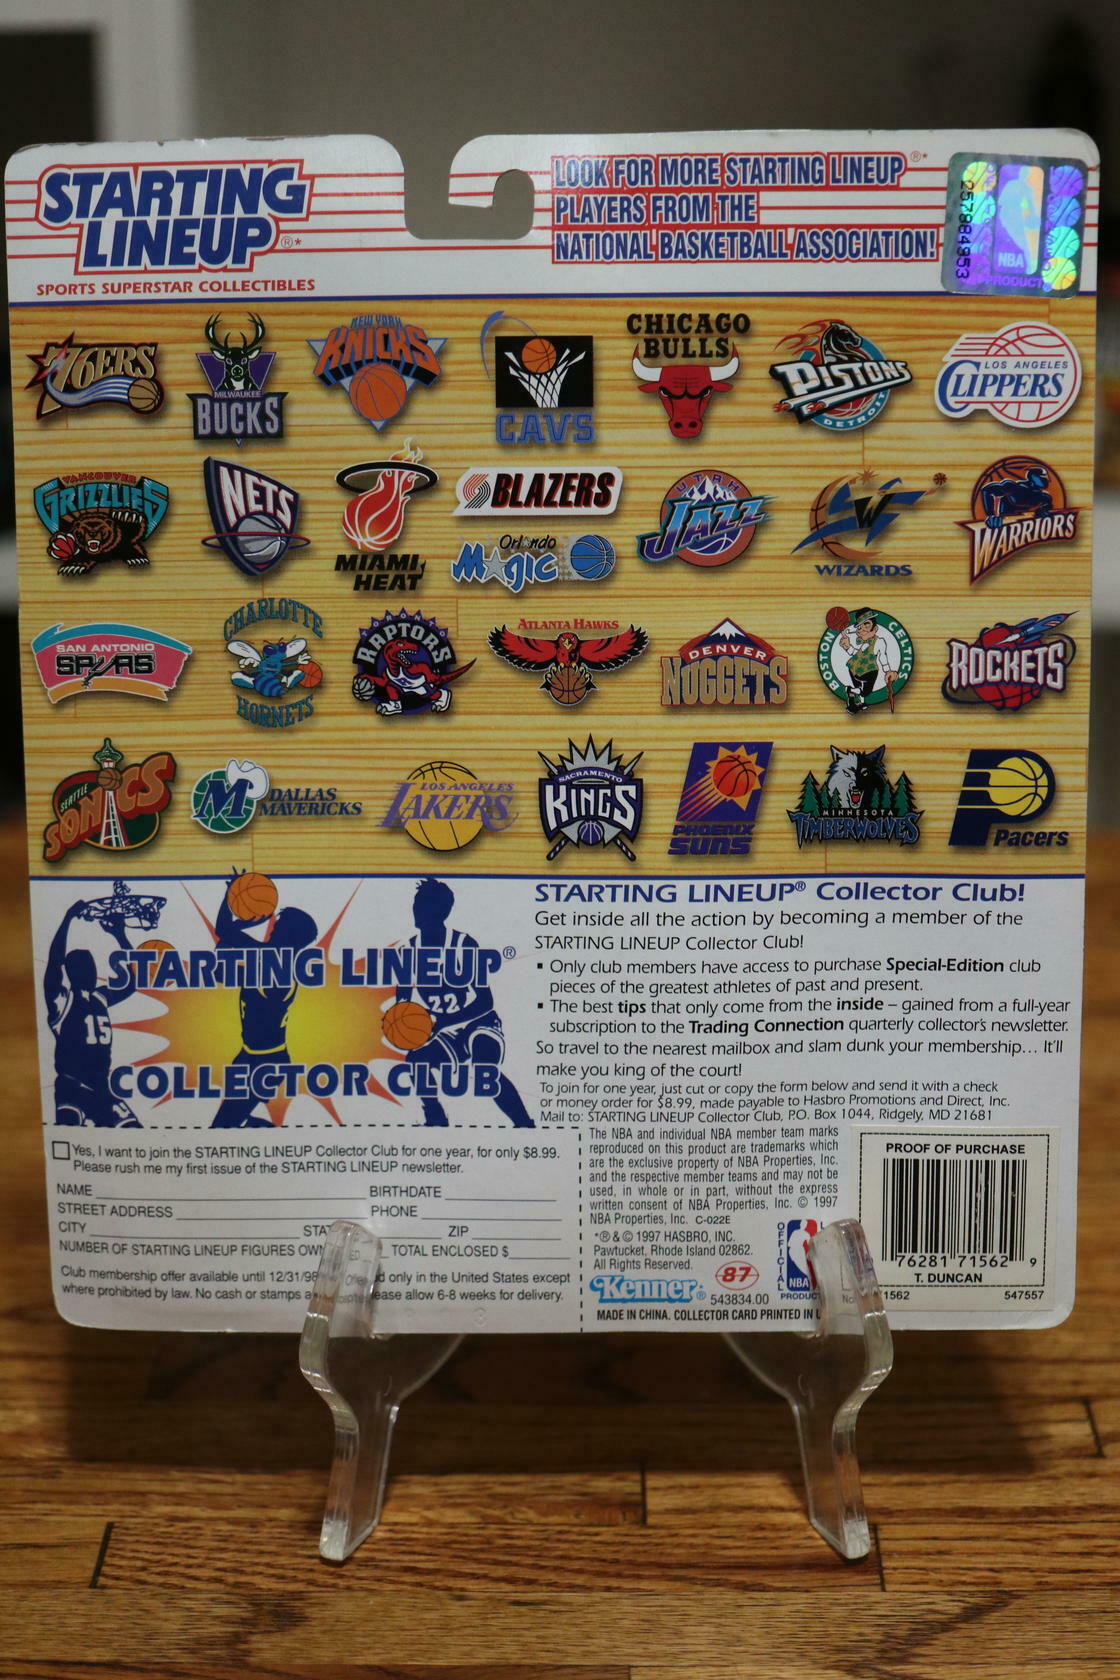 STARTING
LINEUP®*
SPORTS SUPERSTAR COLLECTIBLES
LOOK FOR MORE STARTING LINEUP®*
PLAYERS FROM THE
NATIONAL BASKETBALL ASSOCIATION!
257984953
NBA
76ERS
MILWAUKEE
BUCKS
NEW YORK
KNICKS
CAVS
CHICAGO
BULLS
PISTONS
DETROIT
LOS ANGELES
CLIPPERS
VANCOUVER
GRIZZLIES
NETS
MIAMI
HEAT
BLAZERS
Orlando
Magic
UTAH
JAZZ
W
WIZARDS
WARRIORS
SAN ANTONIO
SPURS
CHARLOTTE
HORNETS
TORONTO
RAPTORS
ATLANTA HAWKS
DENVER
NUGGETS
BOSTON
CELTICS
ROCKETS
SEATTLE
SONICS
M
DALLAS
MAVERICKS
LOS ANGELES
LAKERS
SACRAMENTO
KINGS
PHOENIX
SUNS
MINNESOTA
TIMBERWOLVES
Pacers
STARTING LINEUP®
COLLECTOR CLUB
15
22
STARTING LINEUP® Collector Club!
Get inside all the action by becoming a member of the
STARTING LINEUP Collector Club!
▪ Only club members have access to purchase Special-Edition club
pieces of the greatest athletes of past and present.
▪ The best tips that only come from the inside – gained from a full-year
subscription to the Trading Connection quarterly collector's newsletter.
So travel to the nearest mailbox and slam dunk your membership... It'll
make you king of the court!
To join for one year, just cut or copy the form below and send it with a check
or money order for $8.99, made payable to Hasbro Promotions and Direct, Inc.
Mail to: STARTING LINEUP Collector Club, P.O. Box 1044, Ridgely, MD 21681
Yes, I want to join the STARTING LINEUP Collector Club for one year, for only $8.99.
Please rush me my first issue of the STARTING LINEUP newsletter.
NAME BIRTHDATE
STREET ADDRESS PHONE
CITY STAT ZIP
NUMBER OF STARTING LINEUP FIGURES OWNED TOTAL ENCLOSED $
Club membership offer available until 12/31/98. Offer d only in the United States except
where prohibited by law. No cash or stamps a ease allow 6-8 weeks for delivery.
The NBA and individual NBA member team marks
reproduced on this product are trademarks which
are the exclusive property of NBA Properties, Inc.
and the respective member teams and may not be
used, in whole or in part, without the express
written consent of NBA Properties, Inc. © 1997
NBA Properties, Inc. C-022E
*® & © 1997 HASBRO, INC.
Pawtucket, Rhode Island 02862.
All Rights Reserved.
Kenner®
87
543834.00
MADE IN CHINA. COLLECTOR CARD PRINTED IN U
OFFICIAL
NBA
PRODUCT
PROOF OF PURCHASE
76281 71562 9
T. DUNCAN
1562 547557